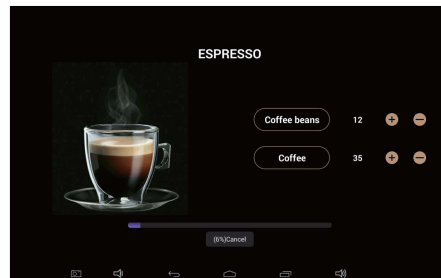 ESPRESSO
Coffee beans 12 + −
Coffee 35 + −
(6%)Cancel